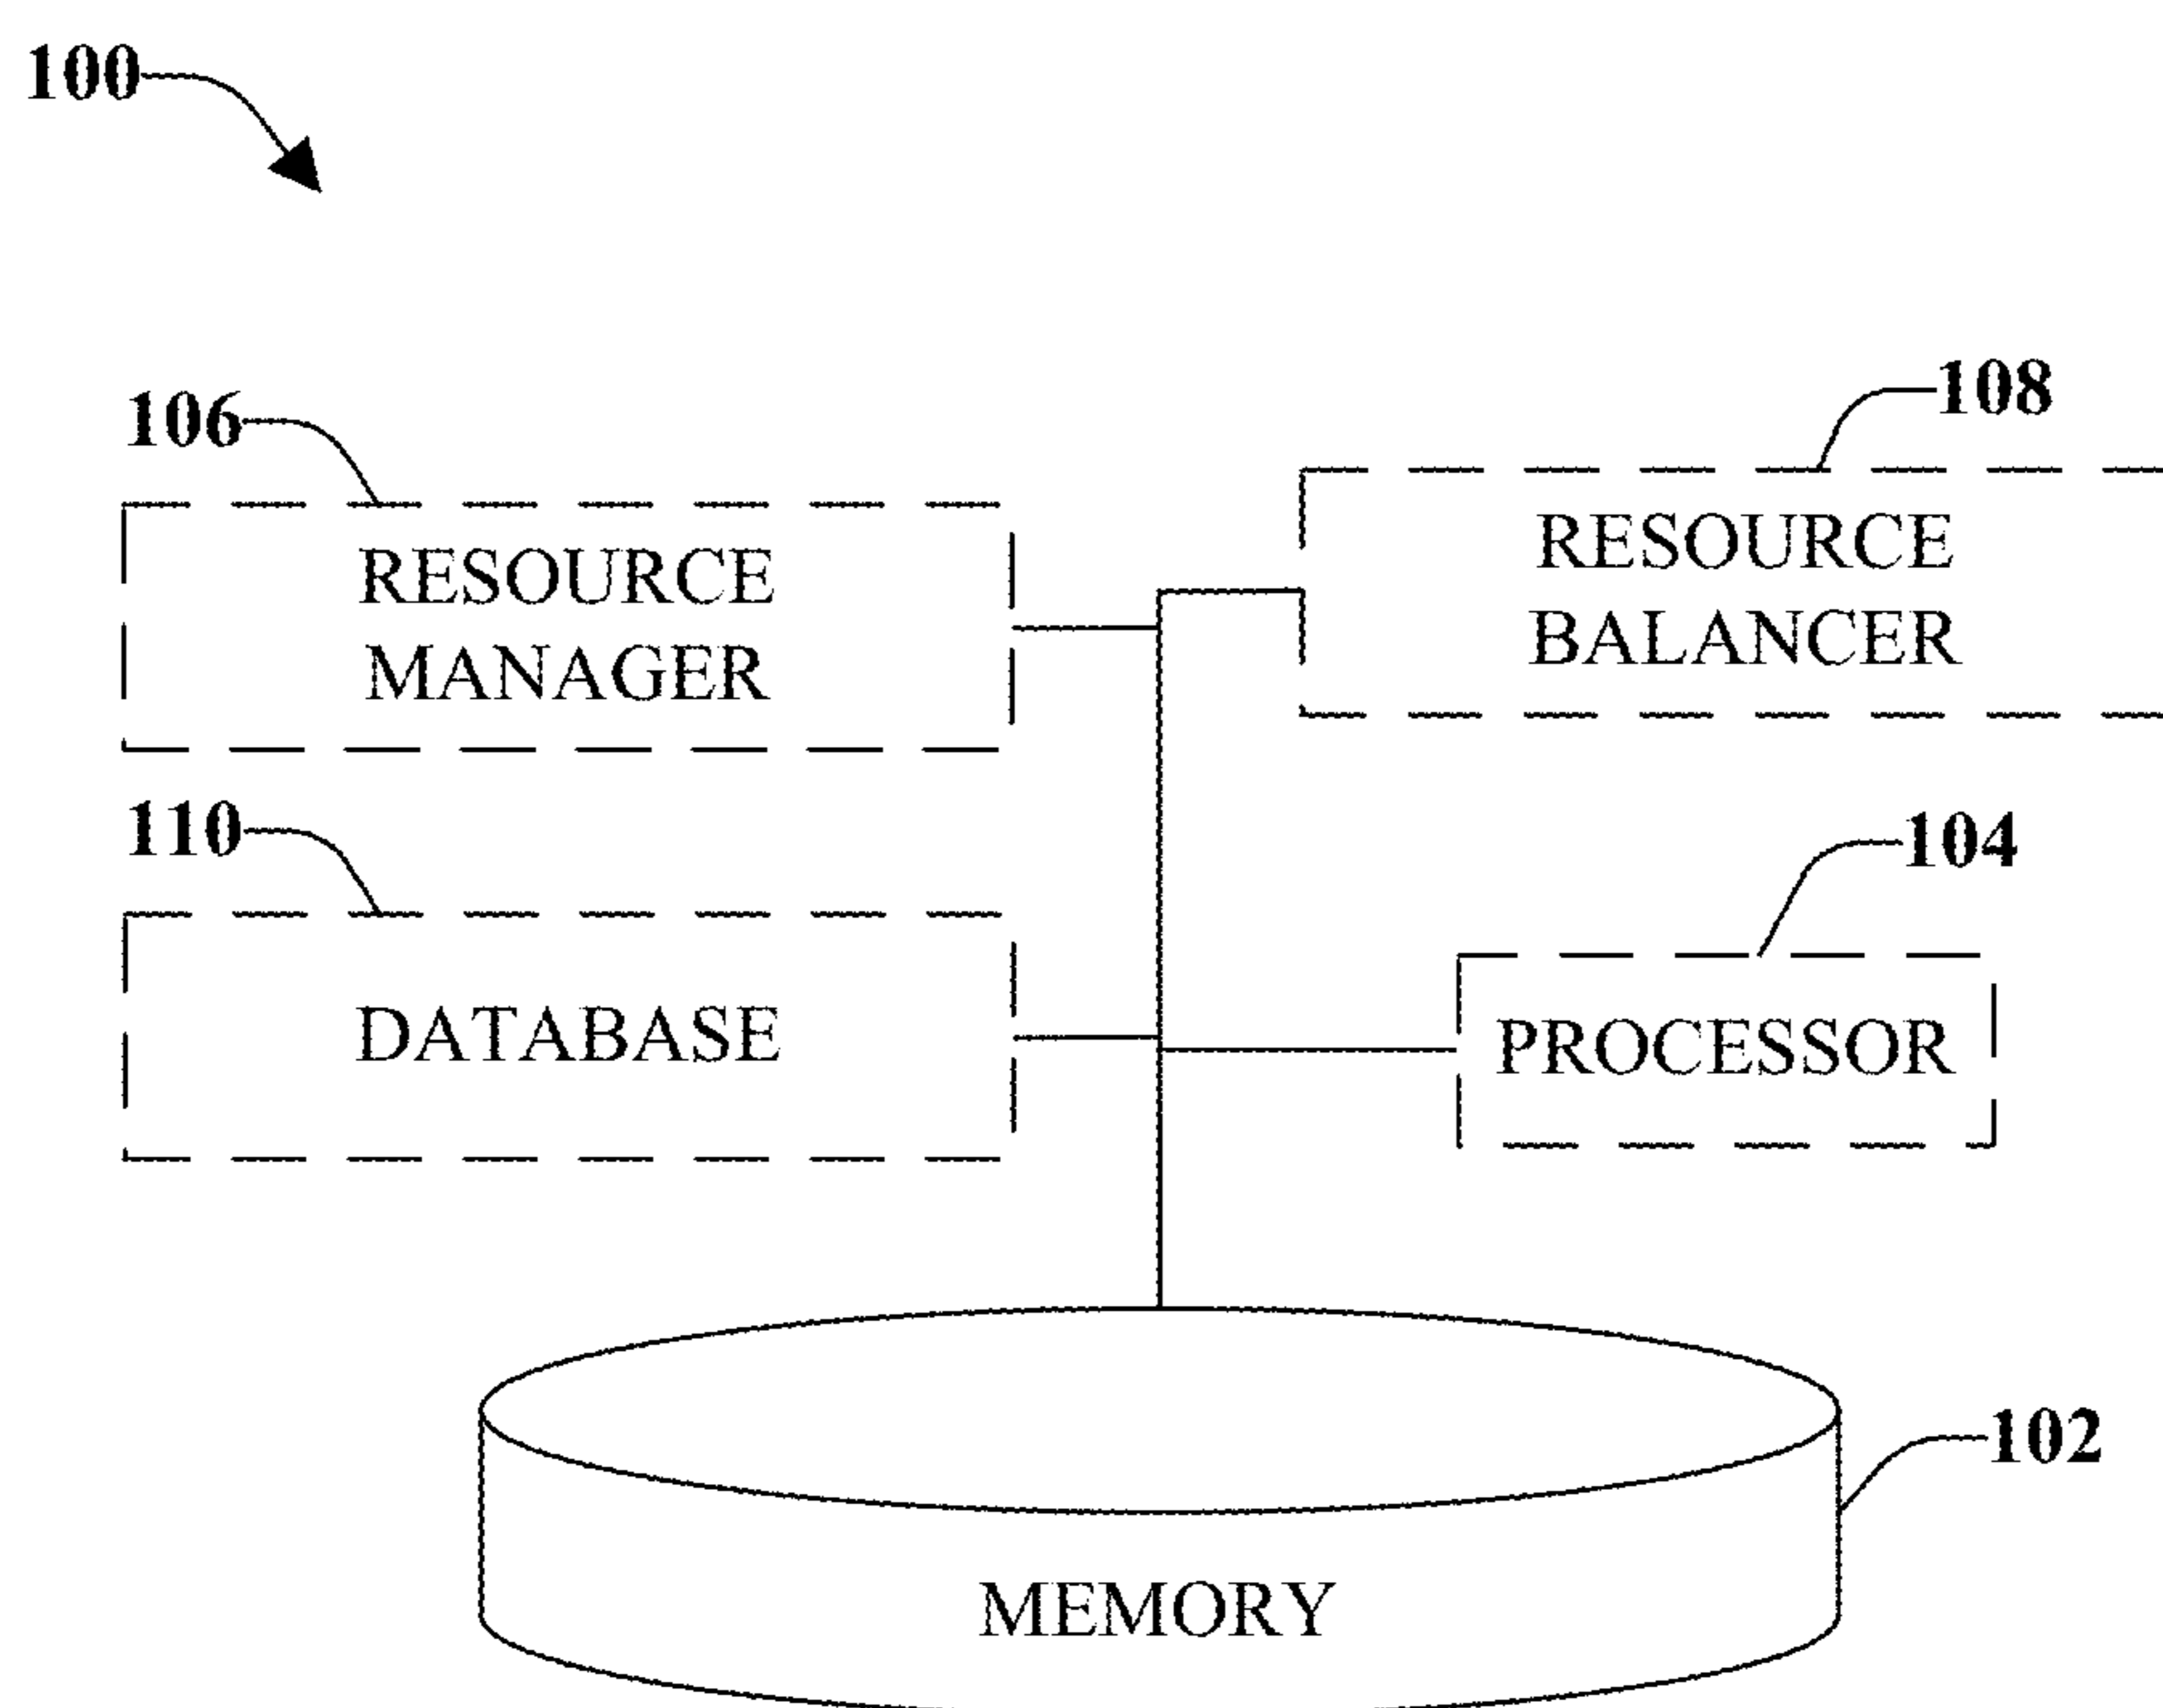 100
106
108
RESOURCE
MANAGER
RESOURCE
BALANCER
110
104
DATABASE
PROCESSOR
102
MEMORY